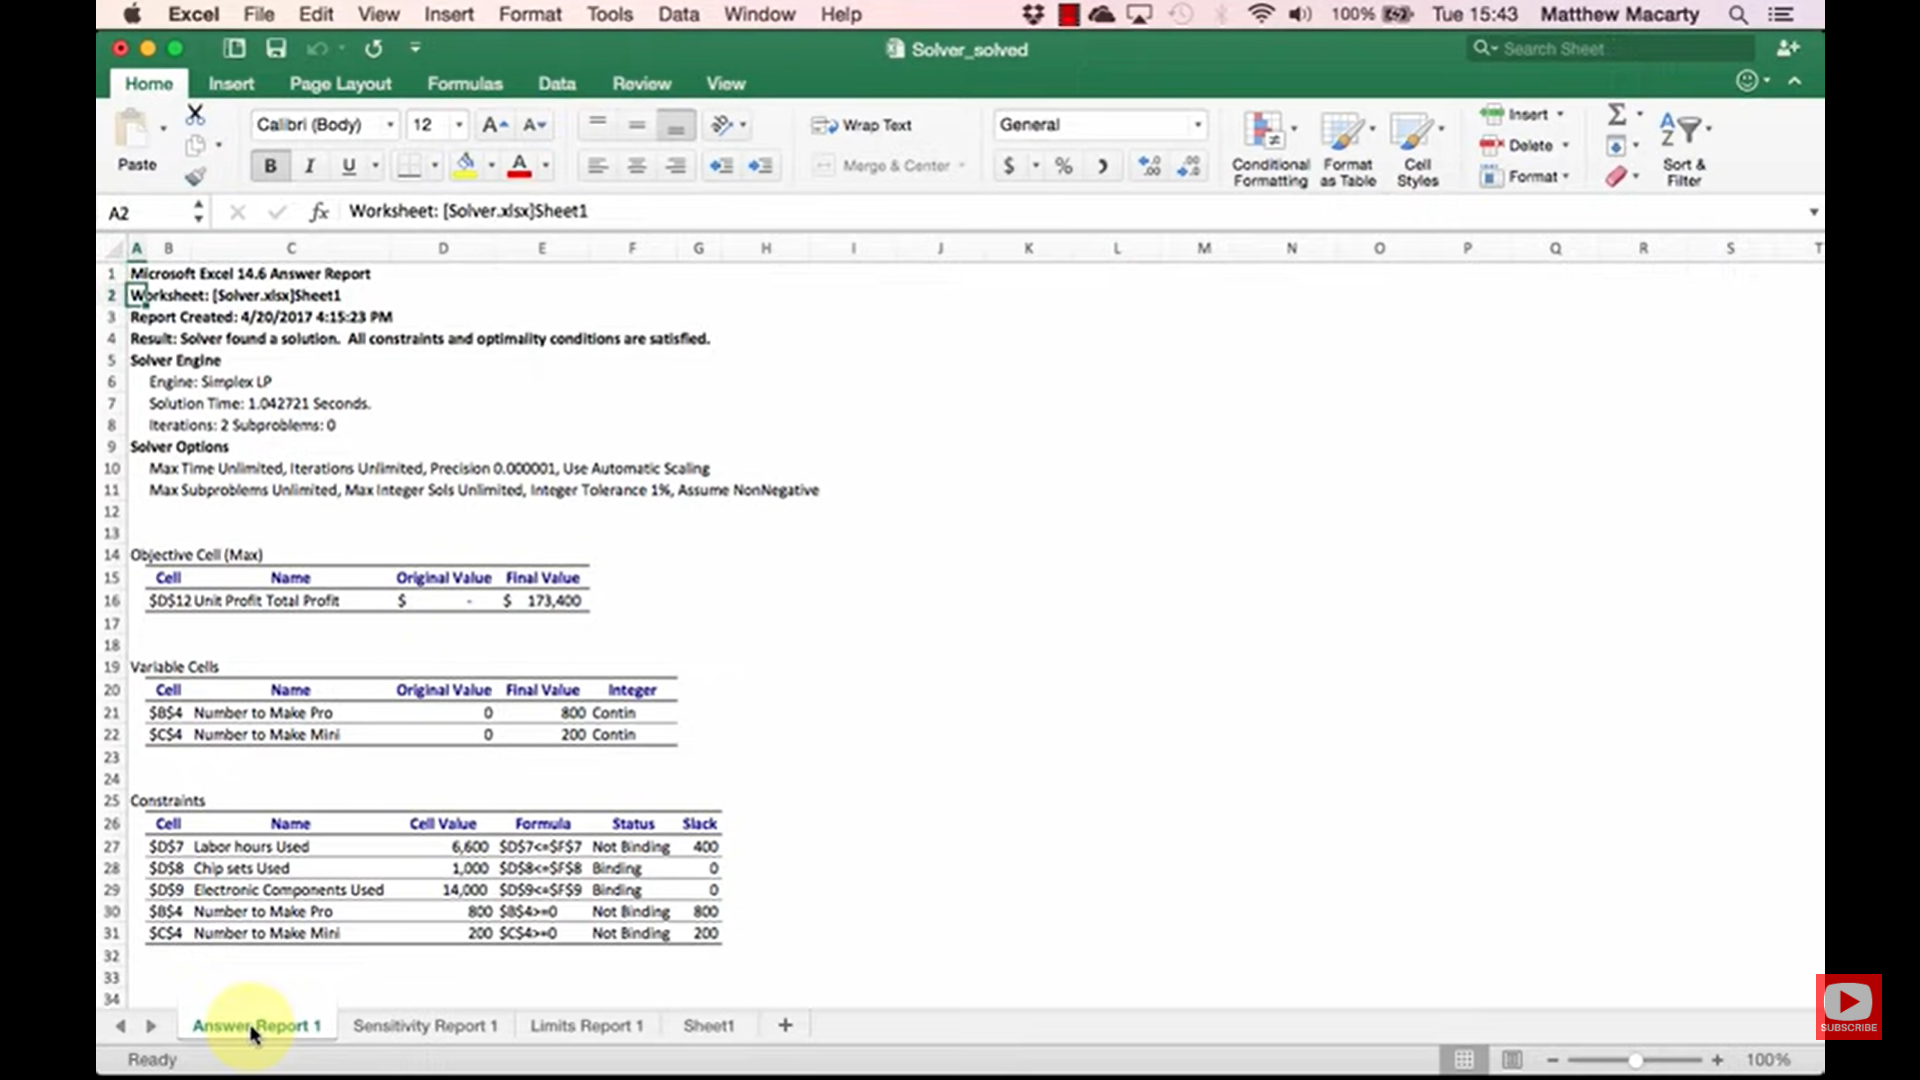 Excel File Edit View Insert Format Tools Data Window Help 100% Tue 15:43 Matthew Macarty
Solver_solved Search Sheet
Home Insert Page Layout Formulas Data Review View
Paste Calibri (Body) 12 A A Wrap Text General Insert Σ
B I U A Merge & Center $ % Conditional Formatting Format as Table Cell Styles Delete Format Sort & Filter
A2 fx Worksheet: [Solver.xlsx]Sheet1
A B C D E F G H I J K L M N O P Q R S T
1 Microsoft Excel 14.6 Answer Report
2 Worksheet: [Solver.xlsx]Sheet1
3 Report Created: 4/20/2017 4:15:23 PM
4 Result: Solver found a solution.  All constraints and optimality conditions are satisfied.
5 Solver Engine
6 Engine: Simplex LP
7 Solution Time: 1.042721 Seconds.
8 Iterations: 2 Subproblems: 0
9 Solver Options
10 Max Time Unlimited, Iterations Unlimited, Precision 0.000001, Use Automatic Scaling
11 Max Subproblems Unlimited, Max Integer Sols Unlimited, Integer Tolerance 1%, Assume NonNegative
12
13
14 Objective Cell (Max)
15 Cell Name Original Value Final Value
16 $D$12 Unit Profit Total Profit $ - $ 173,400
17
18
19 Variable Cells
20 Cell Name Original Value Final Value Integer
21 $B$4 Number to Make Pro 0 800 Contin
22 $C$4 Number to Make Mini 0 200 Contin
23
24
25 Constraints
26 Cell Name Cell Value Formula Status Slack
27 $D$7 Labor hours Used 6,600 $D$7<=$F$7 Not Binding 400
28 $D$8 Chip sets Used 1,000 $D$8<=$F$8 Binding 0
29 $D$9 Electronic Components Used 14,000 $D$9<=$F$9 Binding 0
30 $B$4 Number to Make Pro 800 $B$4>=0 Not Binding 800
31 $C$4 Number to Make Mini 200 $C$4>=0 Not Binding 200
32
33
34
Answer Report 1 Sensitivity Report 1 Limits Report 1 Sheet1 +
SUBSCRIBE
Ready 100%